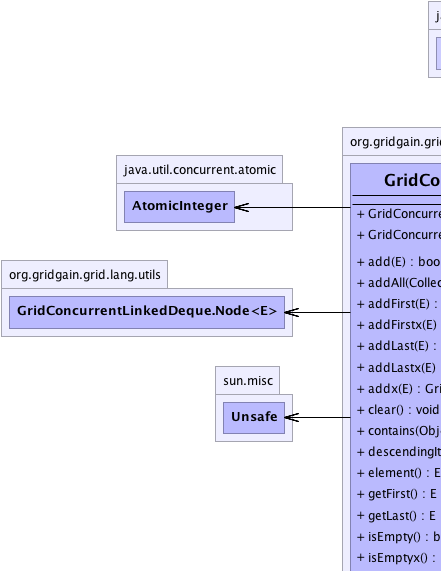 java.util.concurrent.atomic
AtomicInteger
org.gridgain.grid.lang.utils
GridConcurrentLinkedDeque.Node<E>
sun.misc
Unsafe
org.gridgain.gri
GridCo
+ GridConcurre
+ GridConcurre
+ add(E) : boo
+ addAll(Collec
+ addFirst(E) :
+ addFirstx(E) :
+ addLast(E) :
+ addLastx(E)
+ addx(E) : Gri
+ clear() : void
+ contains(Obj
+ descendingIt
+ element() : E
+ getFirst() : E
+ getLast() : E
+ isEmpty() : b
+ isEmptyx() :